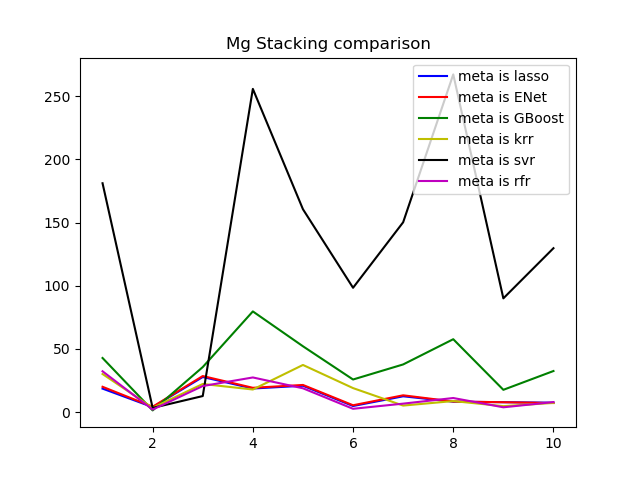 Mg Stacking comparison
meta is lasso
meta is ENet
meta is GBoost
meta is krr
meta is svr
meta is rfr
250
200
150
100
50
0
2
4
6
8
10